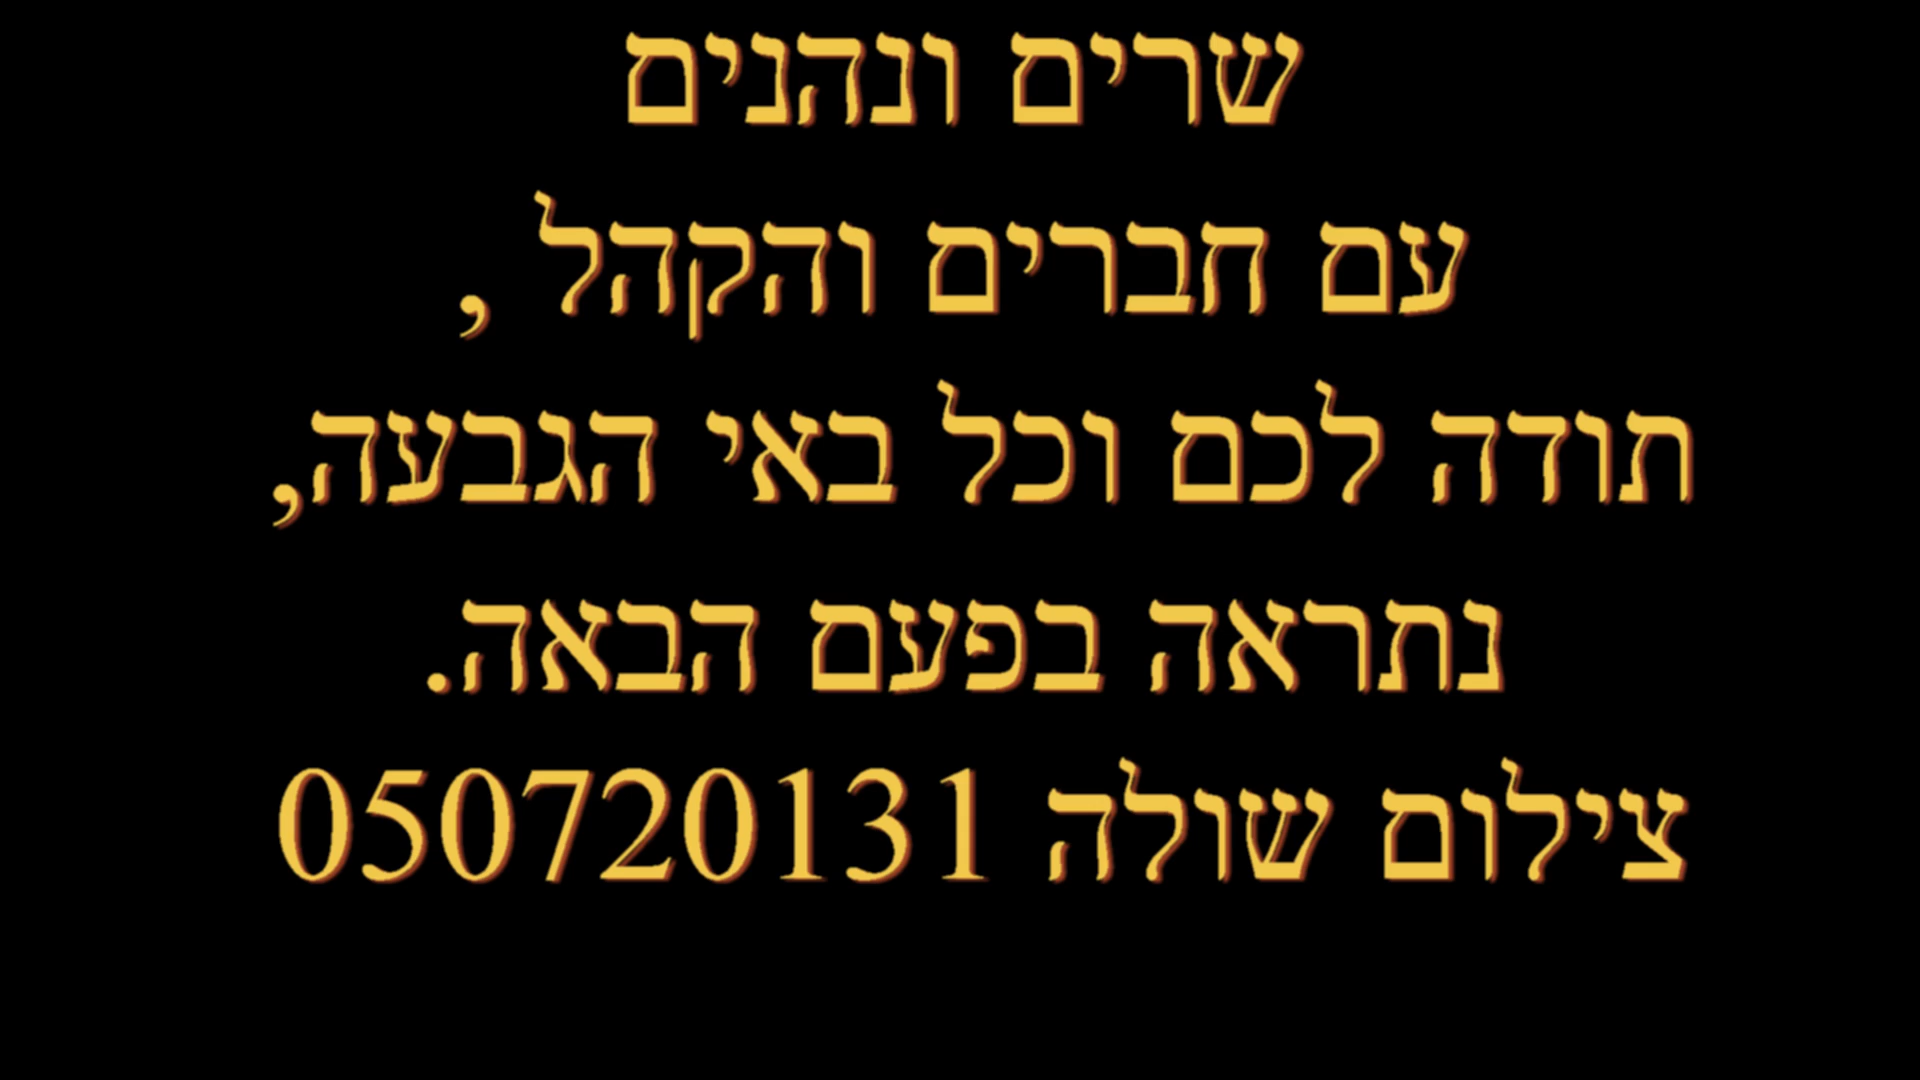 שרים ונהנים
עם חברים והקהל ,
תודה לכם וכל באי הגבעה,
נתראה בפעם הבאה.
צילום שולה 050720131